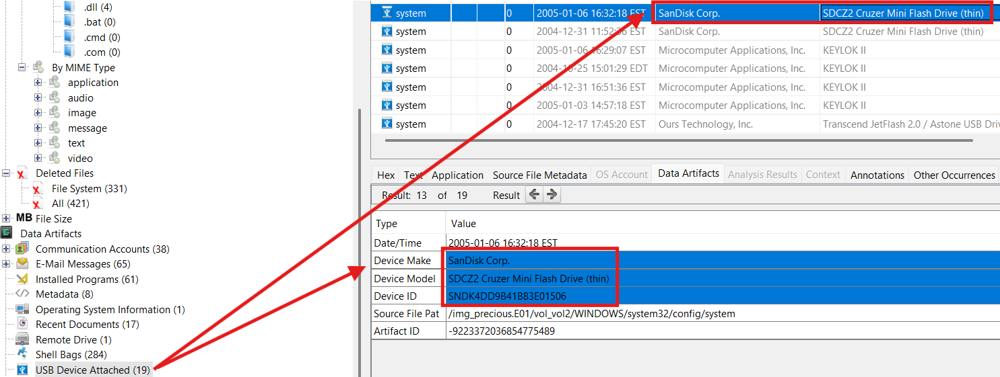 .dll (4)
.bat (0)
.cmd (0)
.com (0)
By MIME Type
application
audio
image
message
text
video
Deleted Files
File System (331)
All (421)
MB File Size
Data Artifacts
Communication Accounts (38)
E-Mail Messages (65)
Installed Programs (61)
Metadata (8)
Operating System Information (1)
Recent Documents (17)
Remote Drive (1)
Shell Bags (284)
USB Device Attached (19)
system 0 2005-01-06 16:32:18 EST SanDisk Corp. SDCZ2 Cruzer Mini Flash Drive (thin)
system 0 2004-12-31 11:52:36 EST SanDisk Corp. SDCZ2 Cruzer Mini Flash Drive (thin)
system 0 2005-01-06 16:29:07 EST Microcomputer Applications, Inc. KEYLOK II
system 0 2004-10-25 15:01:29 EDT Microcomputer Applications, Inc. KEYLOK II
system 0 2004-12-31 16:51:36 EST Microcomputer Applications, Inc. KEYLOK II
system 0 2005-01-03 14:57:18 EST Microcomputer Applications, Inc. KEYLOK II
system 0 2004-12-17 17:45:20 EST Ours Technology, Inc. Transcend JetFlash 2.0 / Astone USB Driv
Hex Text Application Source File Metadata OS Account Data Artifacts Analysis Results Context Annotations Other Occurrences
Result: 13 of 19 Result
Type Value
Date/Time 2005-01-06 16:32:18 EST
Device Make SanDisk Corp.
Device Model SDCZ2 Cruzer Mini Flash Drive (thin)
Device ID SNDK4DD9B41B83E01506
Source File Pat /img_precious.E01/vol_vol2/WINDOWS/system32/config/system
Artifact ID -9223372036854775489